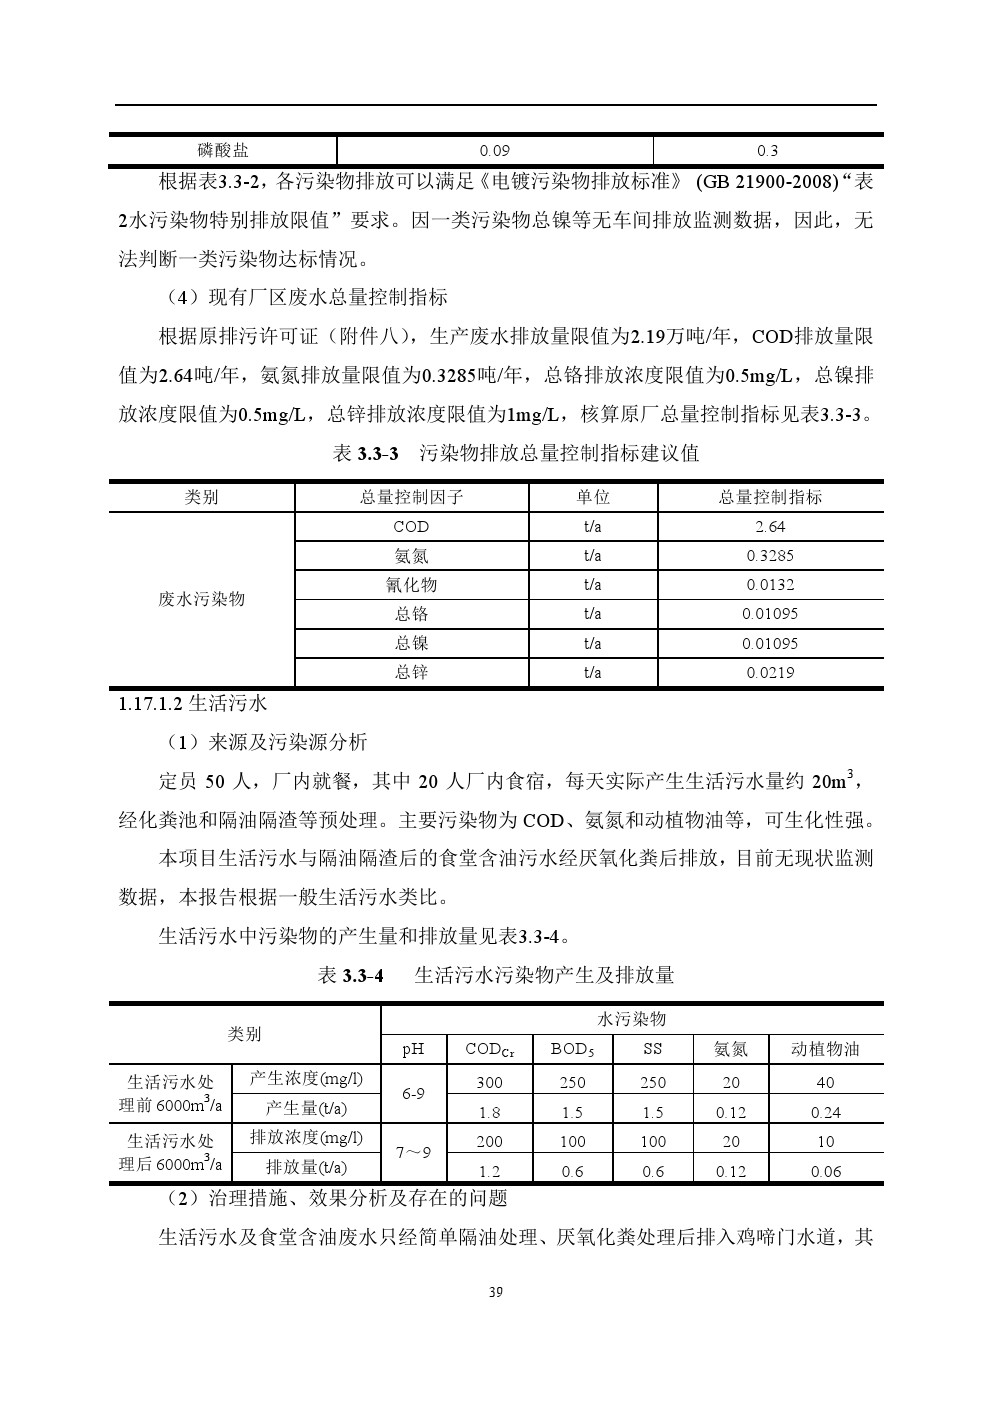 磷酸盐 0.09 0.3
根据表3.3-2，各污染物排放可以满足《电镀污染物排放标准》 (GB 21900-2008)“表
2水污染物特别排放限值”要求。因一类污染物总镍等无车间排放监测数据，因此，无
法判断一类污染物达标情况。
（4）现有厂区废水总量控制指标
根据原排污许可证（附件八），生产废水排放量限值为2.19万吨/年，COD排放量限
值为2.64吨/年，氨氮排放量限值为0.3285吨/年，总铬排放浓度限值为0.5mg/L，总镍排
放浓度限值为0.5mg/L，总锌排放浓度限值为1mg/L，核算原厂总量控制指标见表3.3-3。
表 3.3-3 污染物排放总量控制指标建议值
类别 总量控制因子 单位 总量控制指标
废水污染物
COD t/a 2.64
氨氮 t/a 0.3285
氰化物 t/a 0.0132
总铬 t/a 0.01095
总镍 t/a 0.01095
总锌 t/a 0.0219
1.17.1.2 生活污水
（1）来源及污染源分析
定员 50 人，厂内就餐，其中 20 人厂内食宿，每天实际产生生活污水量约 20m³，
经化粪池和隔油隔渣等预处理。主要污染物为 COD、氨氮和动植物油等，可生化性强。
本项目生活污水与隔油隔渣后的食堂含油污水经厌氧化粪后排放，目前无现状监测
数据，本报告根据一般生活污水类比。
生活污水中污染物的产生量和排放量见表3.3-4。
表 3.3-4 生活污水污染物产生及排放量
类别 水污染物
pH CODCr BOD5 SS 氨氮 动植物油
生活污水处
理前 6000m³/a
产生浓度(mg/l) 6-9 300 250 250 20 40
产生量(t/a) 1.8 1.5 1.5 0.12 0.24
生活污水处
理后 6000m³/a
排放浓度(mg/l) 7～9 200 100 100 20 10
排放量(t/a) 1.2 0.6 0.6 0.12 0.06
（2）治理措施、效果分析及存在的问题
生活污水及食堂含油废水只经简单隔油处理、厌氧化粪处理后排入鸡啼门水道，其
39